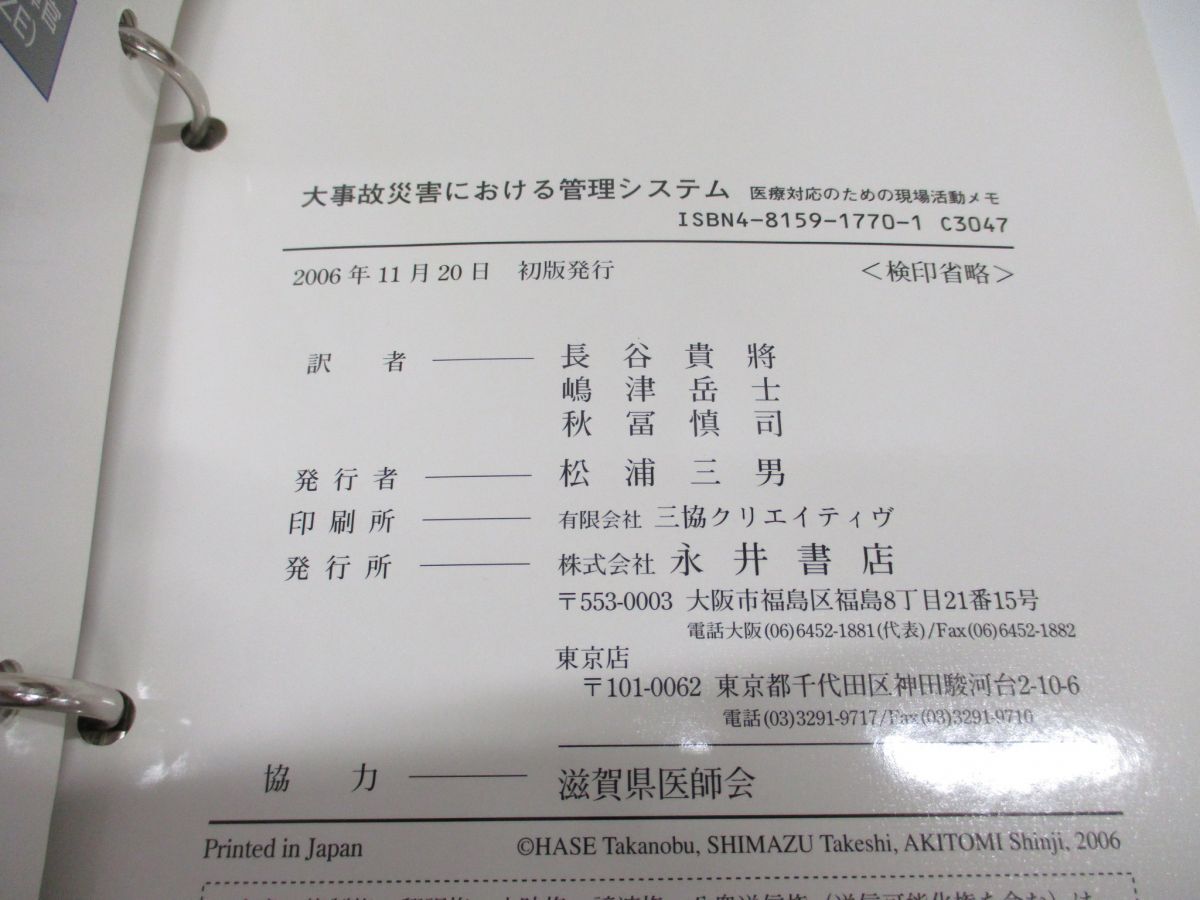 大事故災害における管理システム 医療対応のための現場活動メモ
ISBN4-8159-1770-1 C3047
2006年11月20日 初版発行 <検印省略>
訳者 長谷貴將
嶋津岳士
秋冨慎司
発行者 松浦三男
印刷所 有限会社 三協クリエイティヴ
発行所 株式会社 永井書店
〒553-0003 大阪市福島区福島8丁目21番15号
電話大阪(06)6452-1881(代表)/Fax(06)6452-1882
東京店
〒101-0062 東京都千代田区神田駿河台2-10-6
電話(03)3291-9717/Fax(03)3291-9710
協力 滋賀県医師会
Printed in Japan ©HASE Takanobu, SHIMAZU Takeshi, AKITOMI Shinji, 2006